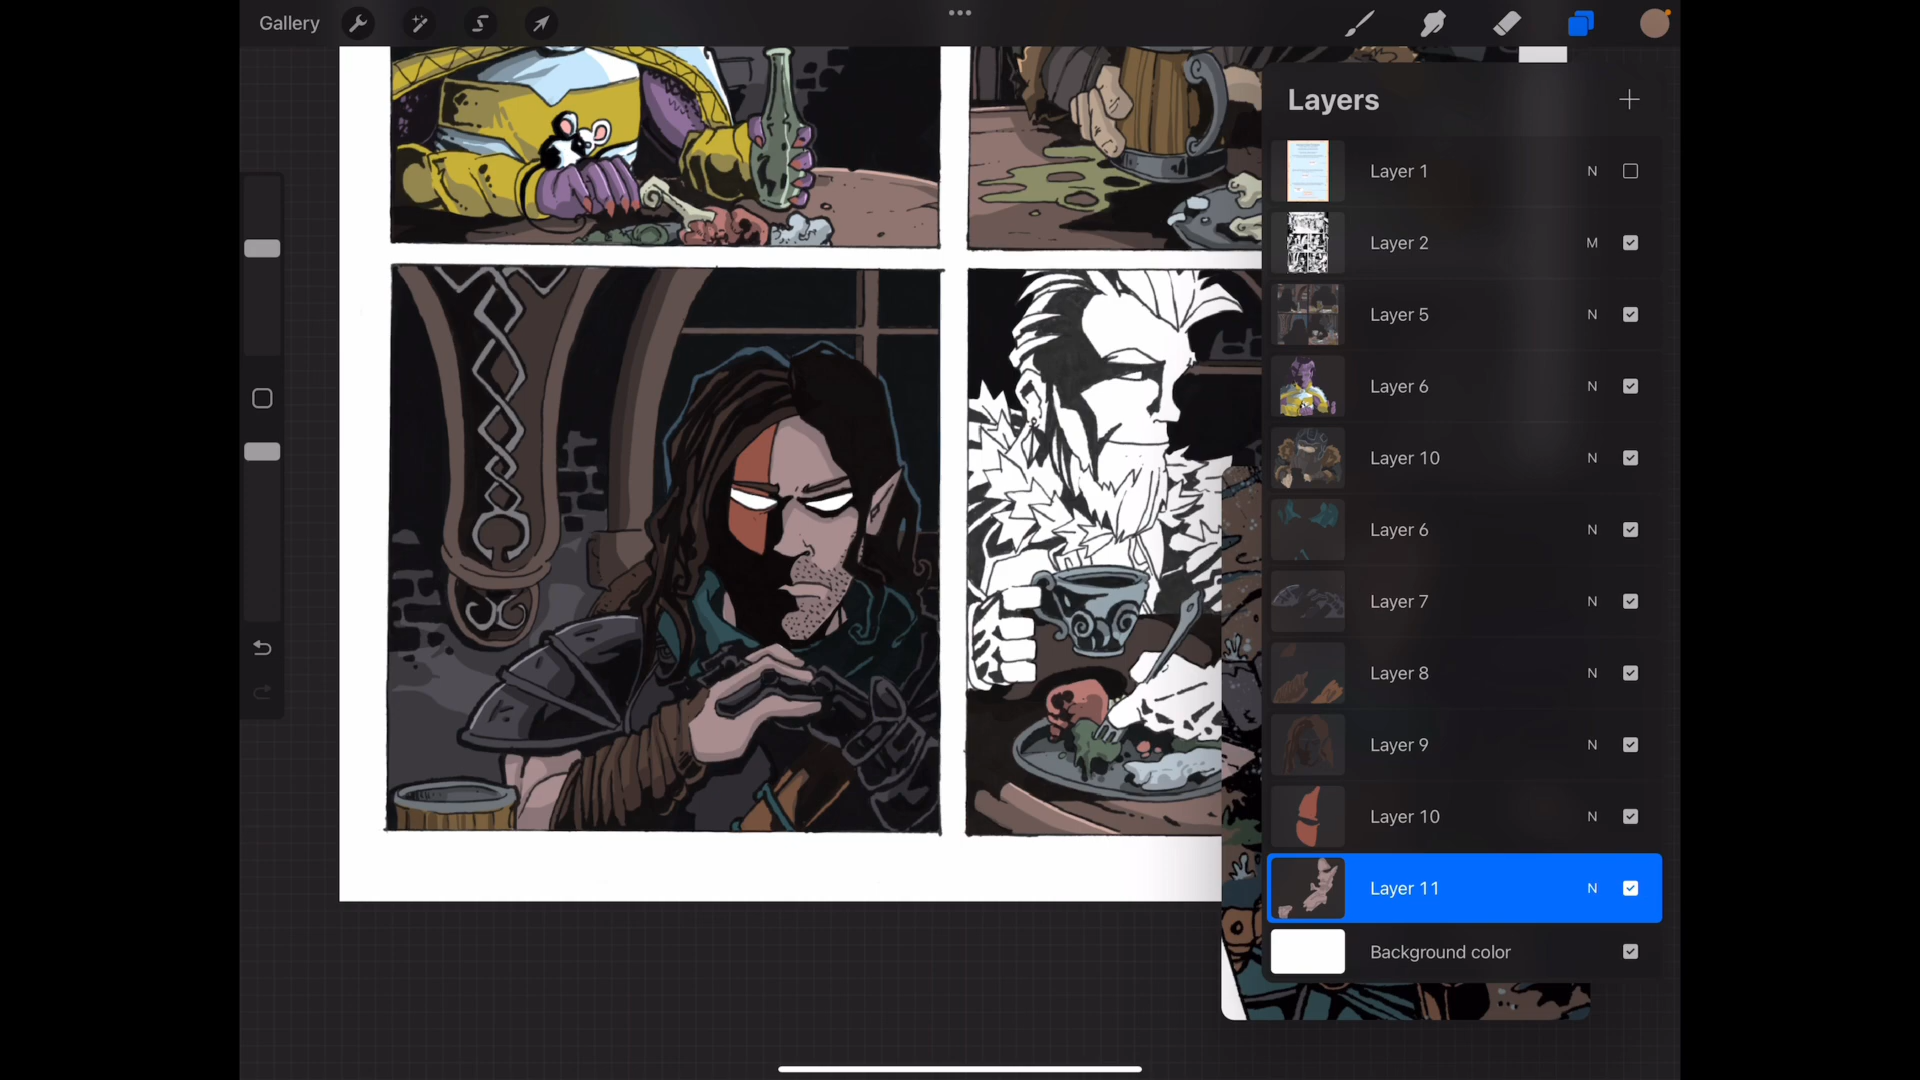 Gallery
Layers
Layer 1 N
Layer 2 M
Layer 5 N
Layer 6 N
Layer 10 N
Layer 6 N
Layer 7 N
Layer 8 N
Layer 9 N
Layer 10 N
Layer 11 N
Background color